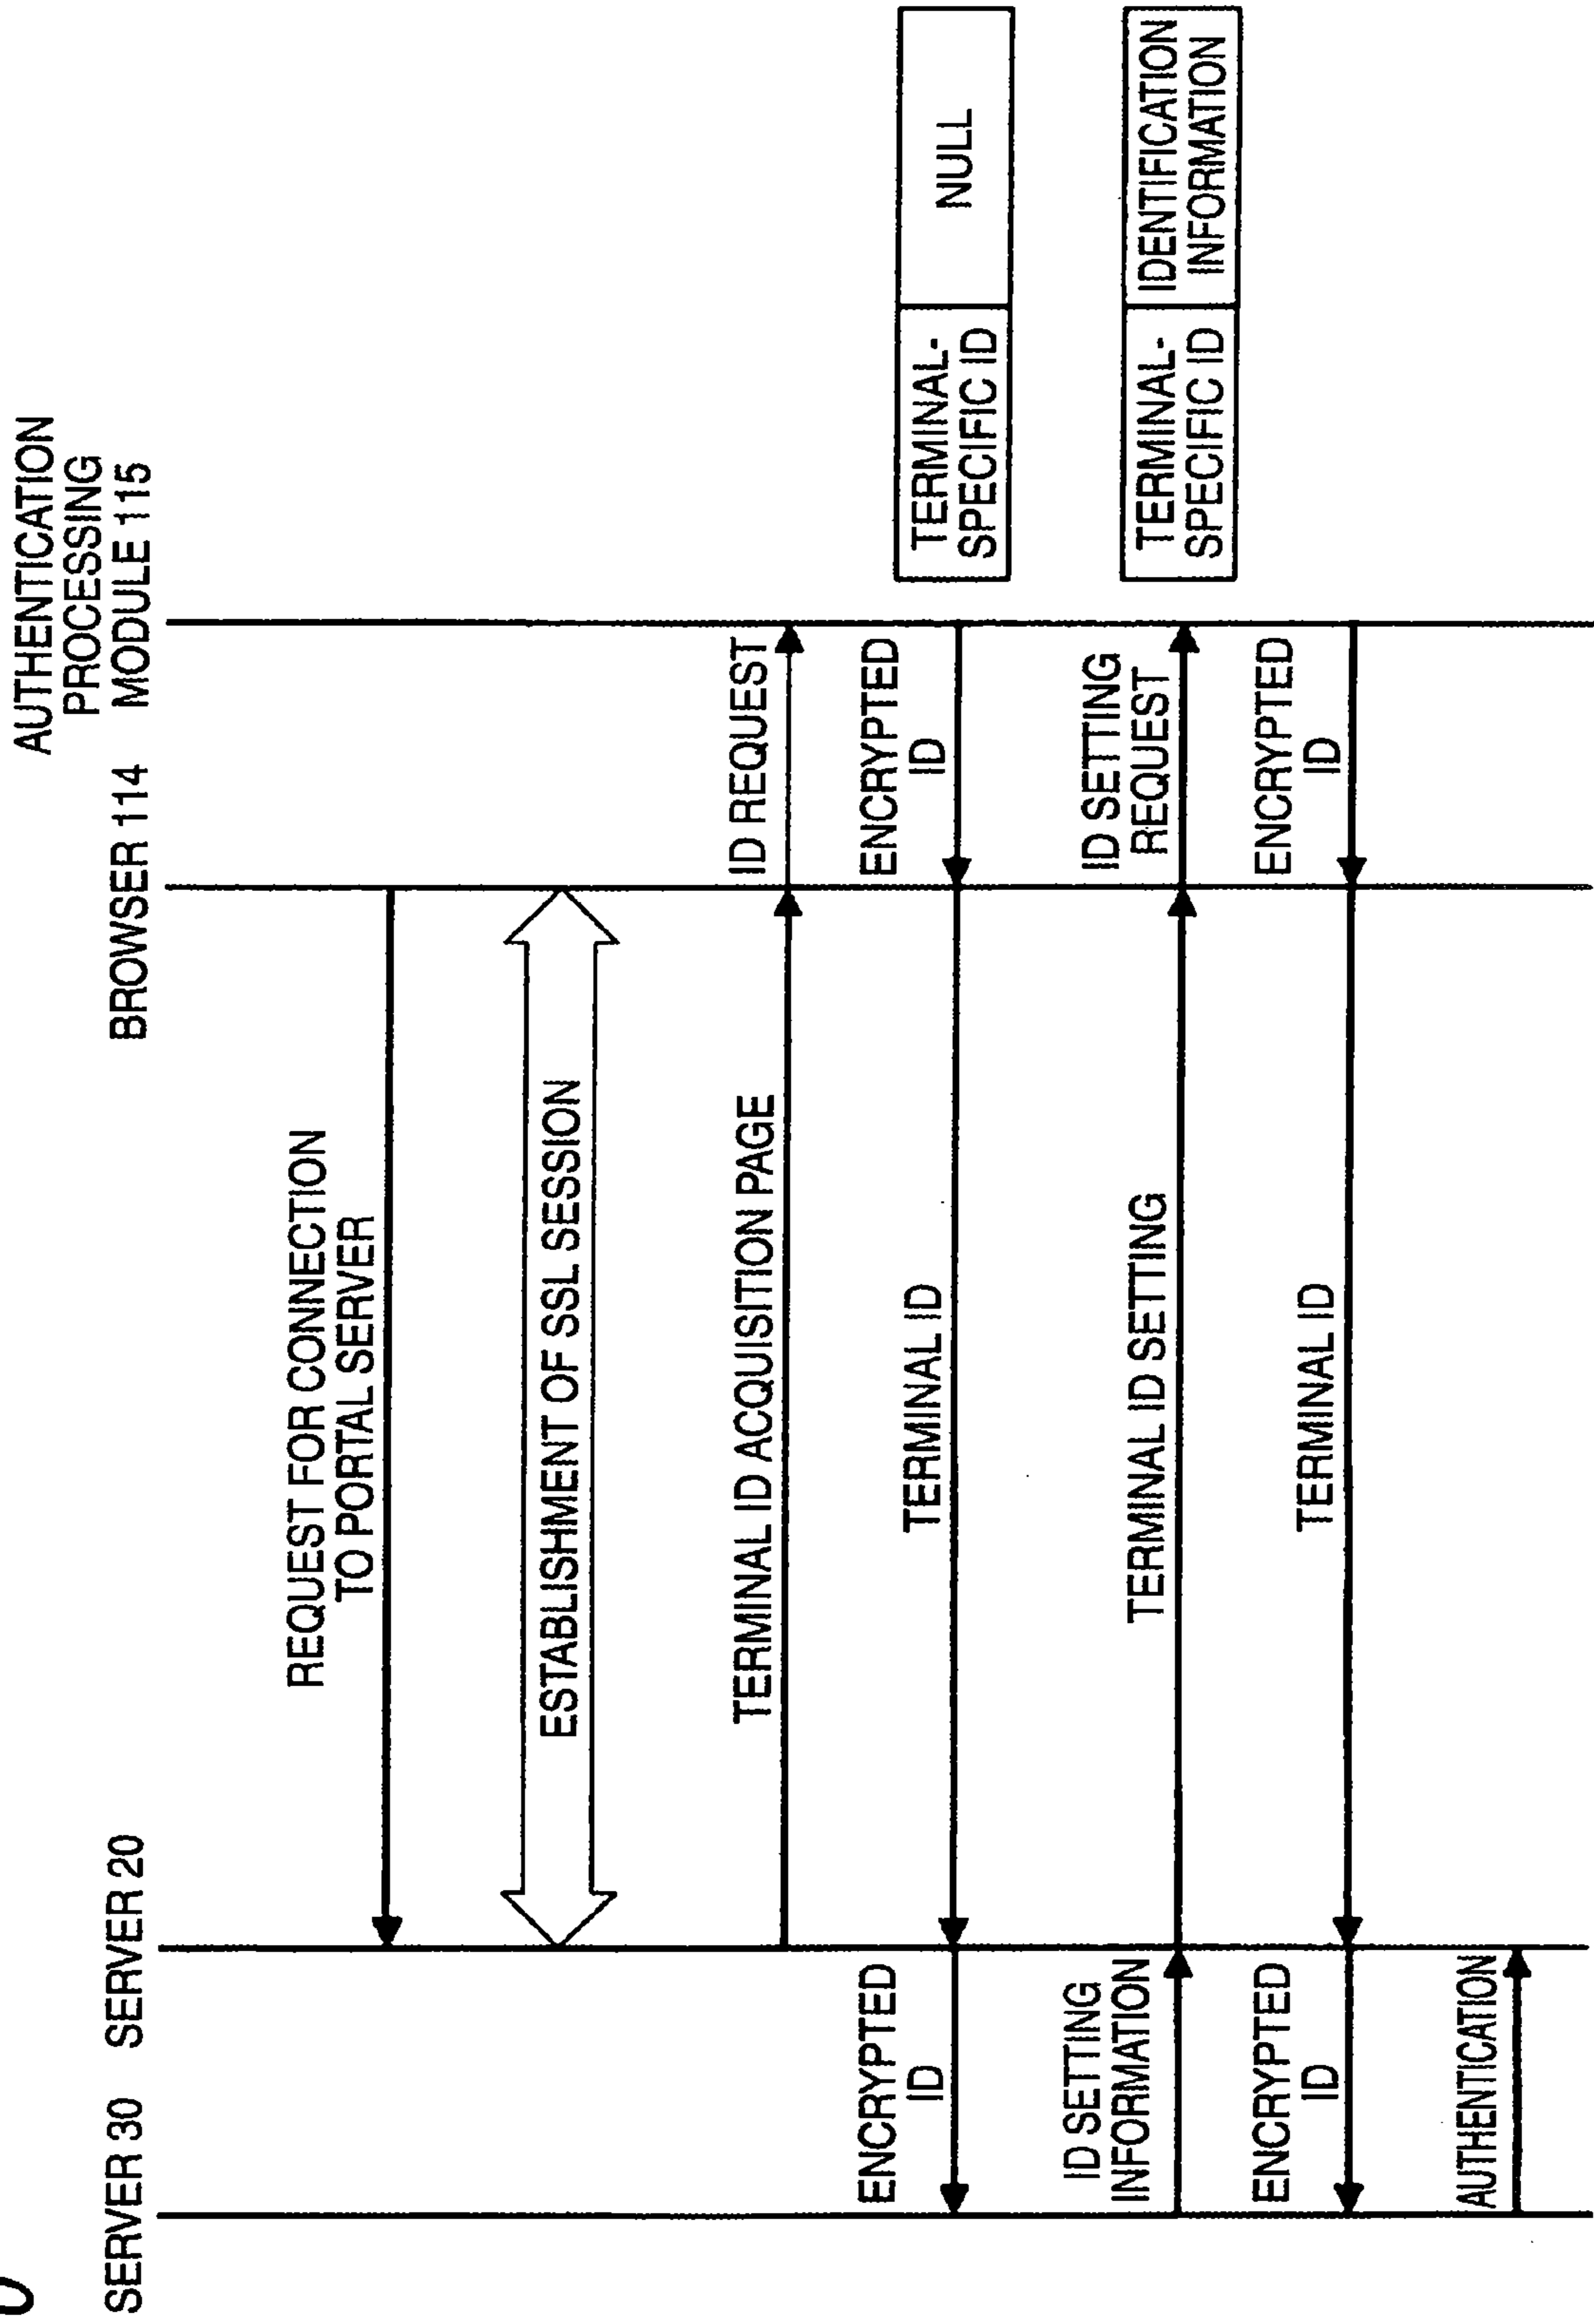 SERVER 30
SERVER 20
BROWSER 114
AUTHENTICATION
PROCESSING
MODULE 115
REQUEST FOR CONNECTION
TO PORTAL SERVER
ESTABLISHMENT OF SSL SESSION
TERMINAL ID ACQUISITION PAGE
ID REQUEST
ENCRYPTED
ID
TERMINAL ID
ENCRYPTED
ID
TERMINAL-
SPECIFIC ID
NULL
ID SETTING
INFORMATION
TERMINAL ID SETTING
ID SETTING
REQUEST
TERMINAL-
SPECIFIC ID
IDENTIFICATION
INFORMATION
ENCRYPTED
ID
TERMINAL ID
ENCRYPTED
ID
AUTHENTICATION